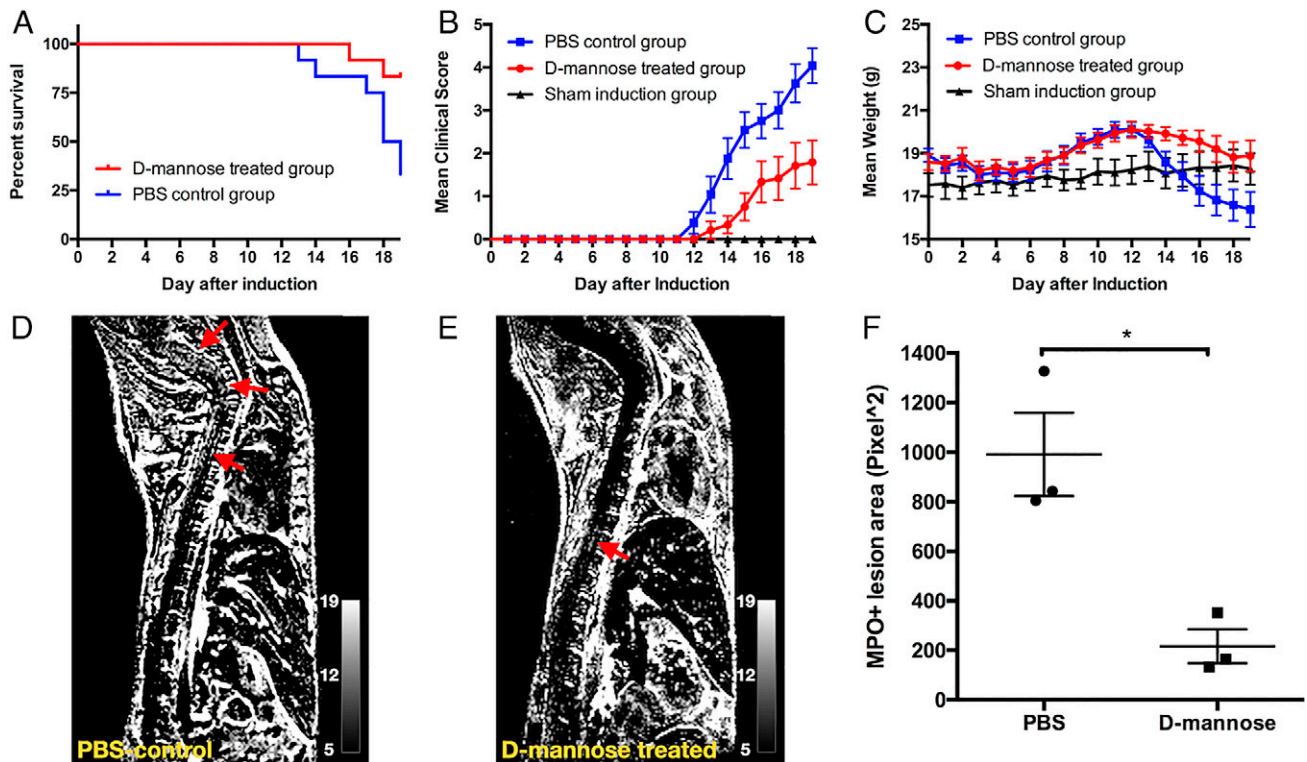 A
Percent survival
100
75
50
25
0
D-mannose treated group
PBS control group
0 2 4 6 8 10 12 14 16 18
Day after induction
B
Mean Clinical Score
5
4
3
2
1
0
PBS control group
D-mannose treated group
Sham induction group
0 2 4 6 8 10 12 14 16 18
Day after Induction
C
Mean Weight (g)
25
23
21
19
17
15
PBS control group
D-mannose treated group
Sham induction group
0 2 4 6 8 10 12 14 16 18
Day after Induction
D
19
12
5
PBS-control
E
19
12
5
D-mannose treated
F
MPO+ lesion area (Pixel^2)
1400
1200
1000
800
600
400
200
0
*
PBS D-mannose